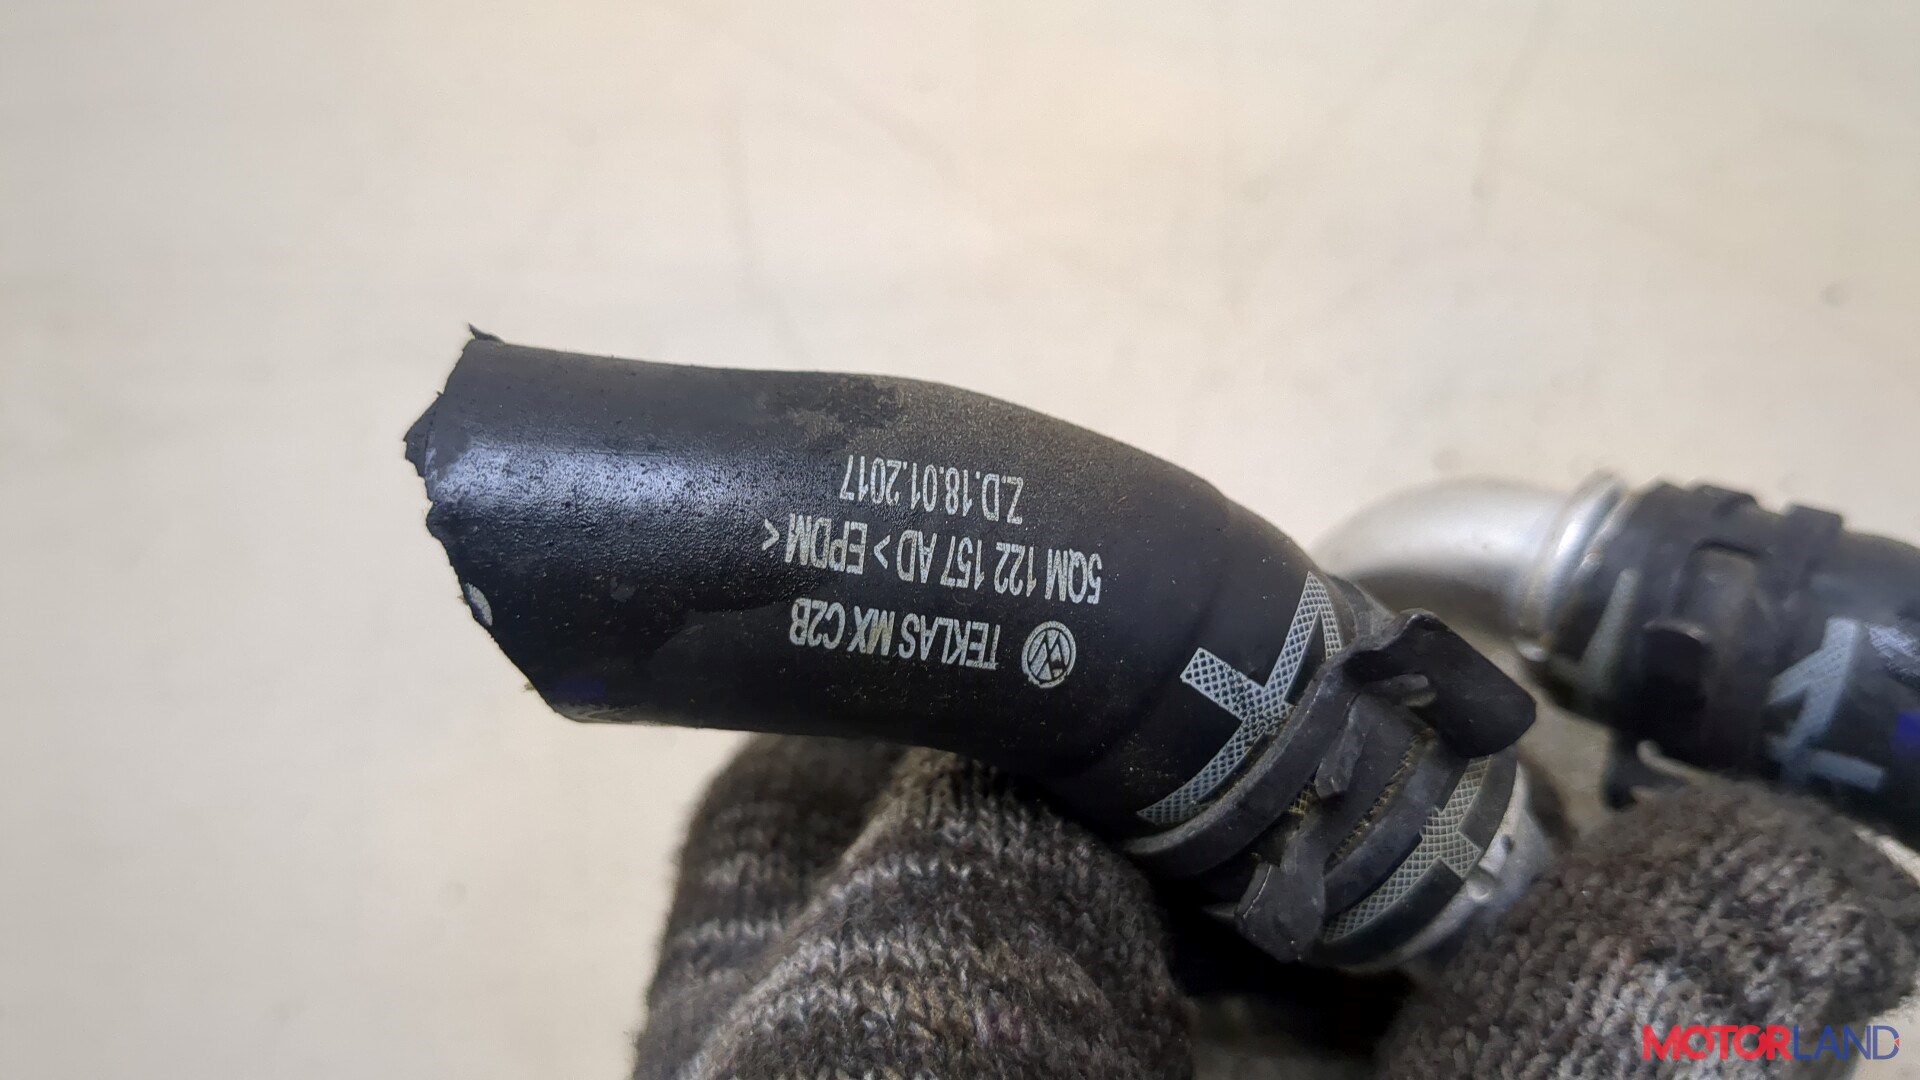 TEKLAS MX C2B
5QM 122 157 AD > EPDM <
Z.D.18.01.2017
MOTORLAND